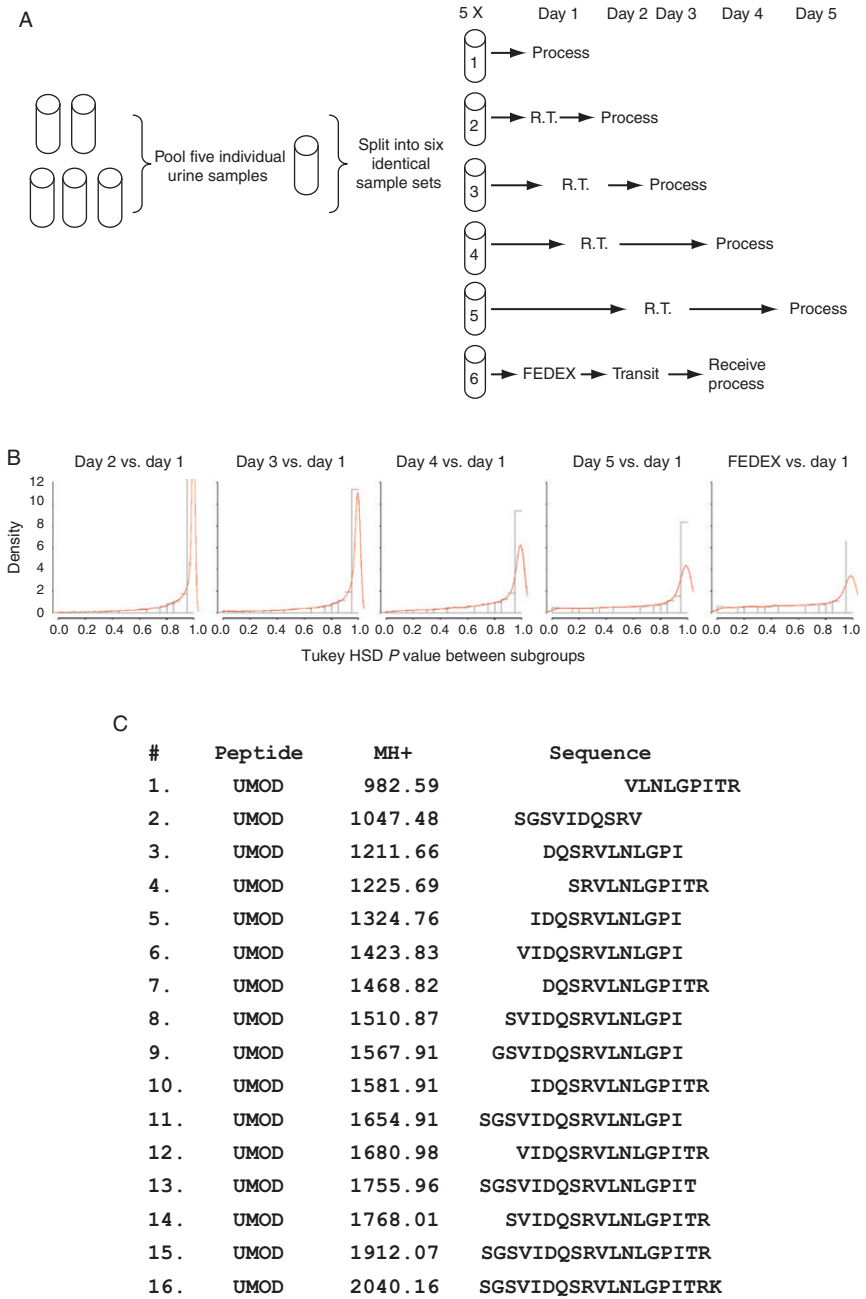 A
5 X Day 1 Day 2 Day 3 Day 4 Day 5
1 Process
2 R.T. Process
Pool five individual
urine samples
Split into six
identical
sample sets
3 R.T. Process
4 R.T. Process
5 R.T. Process
6 FEDEX Transit Receive
process
B
Day 2 vs. day 1 Day 3 vs. day 1 Day 4 vs. day 1 Day 5 vs. day 1 FEDEX vs. day 1
Density
12
10
8
6
4
2
0
0.0 0.2 0.4 0.6 0.8 1.0 0.0 0.2 0.4 0.6 0.8 1.0 0.0 0.2 0.4 0.6 0.8 1.0 0.0 0.2 0.4 0.6 0.8 1.0 0.0 0.2 0.4 0.6 0.8 1.0
Tukey HSD P value between subgroups
C
# Peptide MH+ Sequence
1. UMOD 982.59 VLNLGPITR
2. UMOD 1047.48 SGSVIDQSRV
3. UMOD 1211.66 DQSRVLNLGPI
4. UMOD 1225.69 SRVLNLGPITR
5. UMOD 1324.76 IDQSRVLNLGPI
6. UMOD 1423.83 VIDQSRVLNLGPI
7. UMOD 1468.82 DQSRVLNLGPITR
8. UMOD 1510.87 SVIDQSRVLNLGPI
9. UMOD 1567.91 GSVIDQSRVLNLGPI
10. UMOD 1581.91 IDQSRVLNLGPITR
11. UMOD 1654.91 SGSVIDQSRVLNLGPI
12. UMOD 1680.98 VIDQSRVLNLGPITR
13. UMOD 1755.96 SGSVIDQSRVLNLGPIT
14. UMOD 1768.01 SVIDQSRVLNLGPITR
15. UMOD 1912.07 SGSVIDQSRVLNLGPITR
16. UMOD 2040.16 SGSVIDQSRVLNLGPITRK